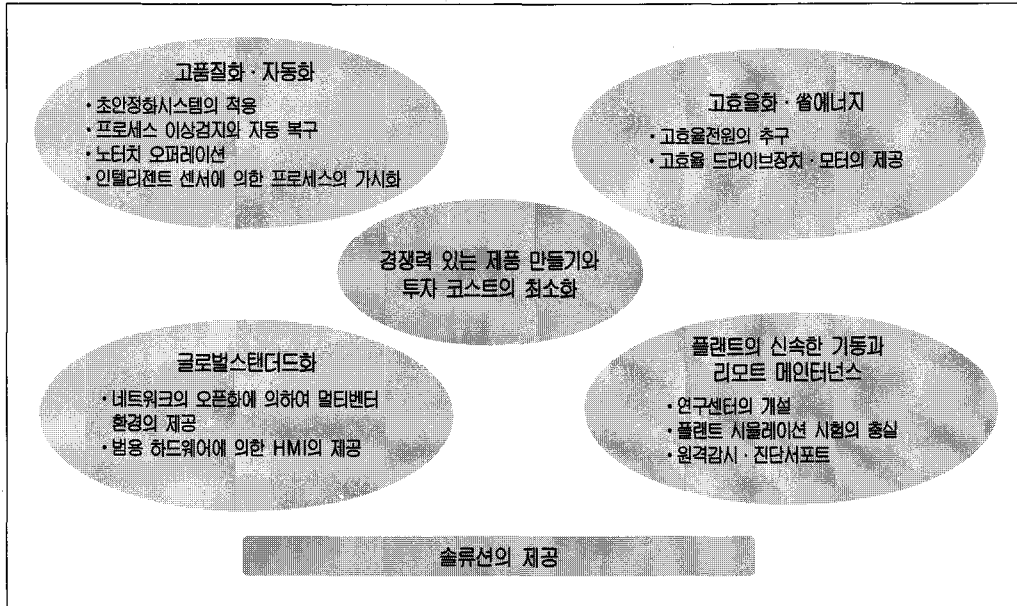 고품질화 · 자동화
· 초안정화시스템의 적용
· 프로세스 이상검지와 자동 복구
· 노터치 오퍼레이션
· 인텔리젠트 센서에 의한 프로세스의 가시화
고효율화 · 쌀에너지
· 고효율전원의 추구
· 고효율 드라이브장치 · 모터의 제공
경쟁력 있는 제품 만들기와
투자 코스트의 최소화
글로벌스탠더드화
· 네트워크의 오픈화에 의하여 멀티벤터
환경의 제공
· 범용 하드웨어에 의한 HMI의 제공
플랜트의 신속한 기동과
리모트 메인터넌스
· 연구센터의 개설
· 플랜트 시뮬레이션 시험의 충실
· 원격감시 · 진단서포트
솔류션의 제공